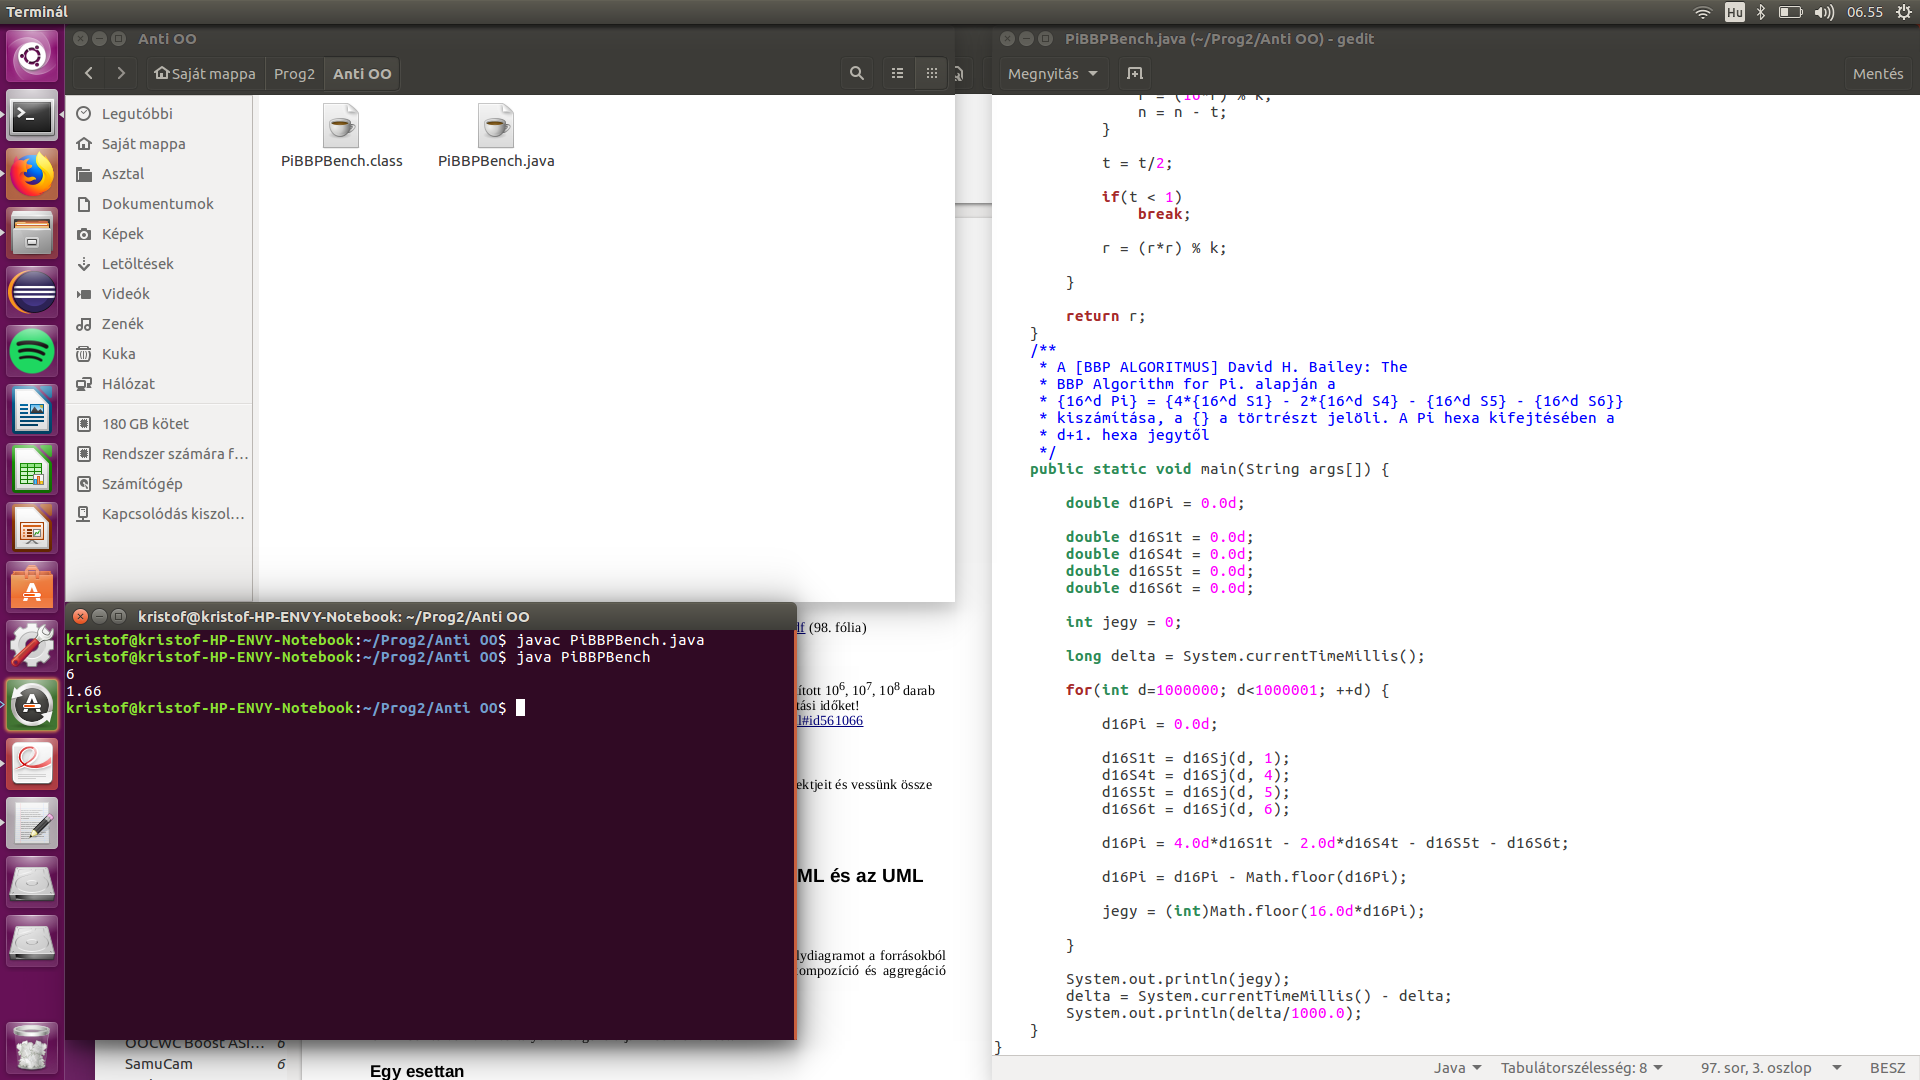 Terminál
Hu
06.55
Anti OO
Saját mappa
Prog2
Anti OO
Legutóbbi
Saját mappa
Asztal
Dokumentumok
Képek
Letöltések
Videók
Zenék
Kuka
Hálózat
180 GB kötet
Rendszer számára f...
Számítógép
Kapcsolódás kiszol...
PiBBPBench.class
PiBBPBench.java
kristof@kristof-HP-ENVY-Notebook: ~/Prog2/Anti OO
kristof@kristof-HP-ENVY-Notebook:~/Prog2/Anti OO$ javac PiBBPBench.java
kristof@kristof-HP-ENVY-Notebook:~/Prog2/Anti OO$ java PiBBPBench
6
1.66
kristof@kristof-HP-ENVY-Notebook:~/Prog2/Anti OO$
lf (98. fólia)
ított 10⁶, 10⁷, 10⁸ darab
tási időket!
l#id561066
ektjeit és vessünk össze
ML és az UML
lydiagramot a forrásokból
ompozíció és aggregáció
OOCWC Boost ASI... 6
SamuCam 6
Egy esettan
PiBBPBench.java (~/Prog2/Anti OO) - gedit
Megnyitás
Mentés
r = (16*r) % k;
n = n - t;
}
t = t/2;
if(t < 1)
break;
r = (r*r) % k;
}
return r;
}
/**
* A [BBP ALGORITMUS] David H. Bailey: The
* BBP Algorithm for Pi. alapján a
* {16^d Pi} = {4*{16^d S1} - 2*{16^d S4} - {16^d S5} - {16^d S6}}
* kiszámítása, a {} a törtrészt jelöli. A Pi hexa kifejtésében a
* d+1. hexa jegytől
*/
public static void main(String args[]) {
double d16Pi = 0.0d;
double d16S1t = 0.0d;
double d16S4t = 0.0d;
double d16S5t = 0.0d;
double d16S6t = 0.0d;
int jegy = 0;
long delta = System.currentTimeMillis();
for(int d=1000000; d<1000001; ++d) {
d16Pi = 0.0d;
d16S1t = d16Sj(d, 1);
d16S4t = d16Sj(d, 4);
d16S5t = d16Sj(d, 5);
d16S6t = d16Sj(d, 6);
d16Pi = 4.0d*d16S1t - 2.0d*d16S4t - d16S5t - d16S6t;
d16Pi = d16Pi - Math.floor(d16Pi);
jegy = (int)Math.floor(16.0d*d16Pi);
}
System.out.println(jegy);
delta = System.currentTimeMillis() - delta;
System.out.println(delta/1000.0);
}
}
Java
Tabulátorszélesség: 8
97. sor, 3. oszlop
BESZ